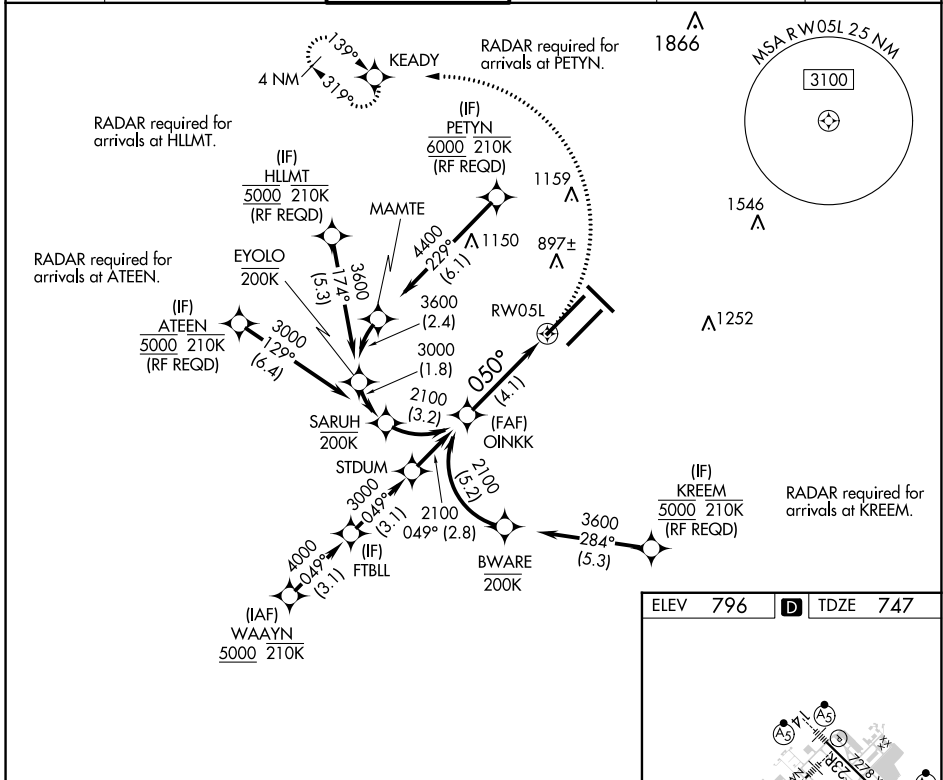 1866
MSA RW05L 25 NM
3100
139°
319°
4 NM
KEADY
RADAR required for
arrivals at PETYN.
RADAR required for
arrivals at HLLMT.
(IF)
PETYN
6000 210K
(RF REQD)
(IF)
HLLMT
5000 210K
(RF REQD)
MAMTE
1159
1546
4400
229°
(6.1)
1150
897±
RADAR required for
arrivals at ATEEN.
EYOLO
200K
3600
174°
(5.3)
(IF)
ATEEN
5000 210K
(RF REQD)
3000
129°
(6.4)
3600
(2.4)
RW05L
1252
3000
(1.8)
050°
(4.1)
2100
(3.2)
SARUH
200K
(FAF)
OINKK
STDUM
2100
(5.2)
3000
049°
(3.1)
2100
049° (2.8)
(IF)
KREEM
5000 210K
(RF REQD)
RADAR required for
arrivals at KREEM.
3600
284°
(5.3)
BWARE
200K
(IF)
FTBLL
4000
049°
(3.1)
(IAF)
WAAYN
5000 210K
ELEV 796 D TDZE 747
A5
14
A5
P
23R
7278